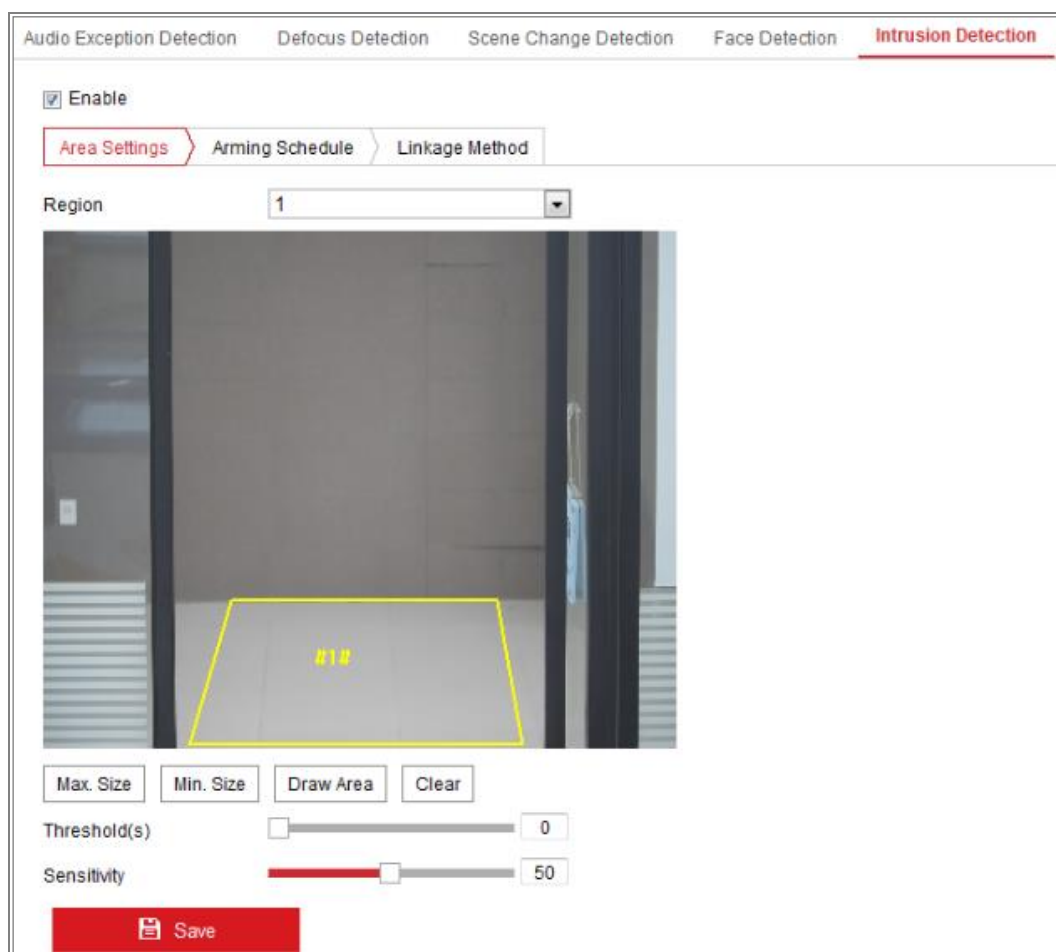 Audio Exception Detection Defocus Detection Scene Change Detection Face Detection Intrusion Detection
Enable
Area Settings Arming Schedule Linkage Method
Region 1
#1#
Max. Size Min. Size Draw Area Clear
Threshold(s) 0
Sensitivity 50
Save